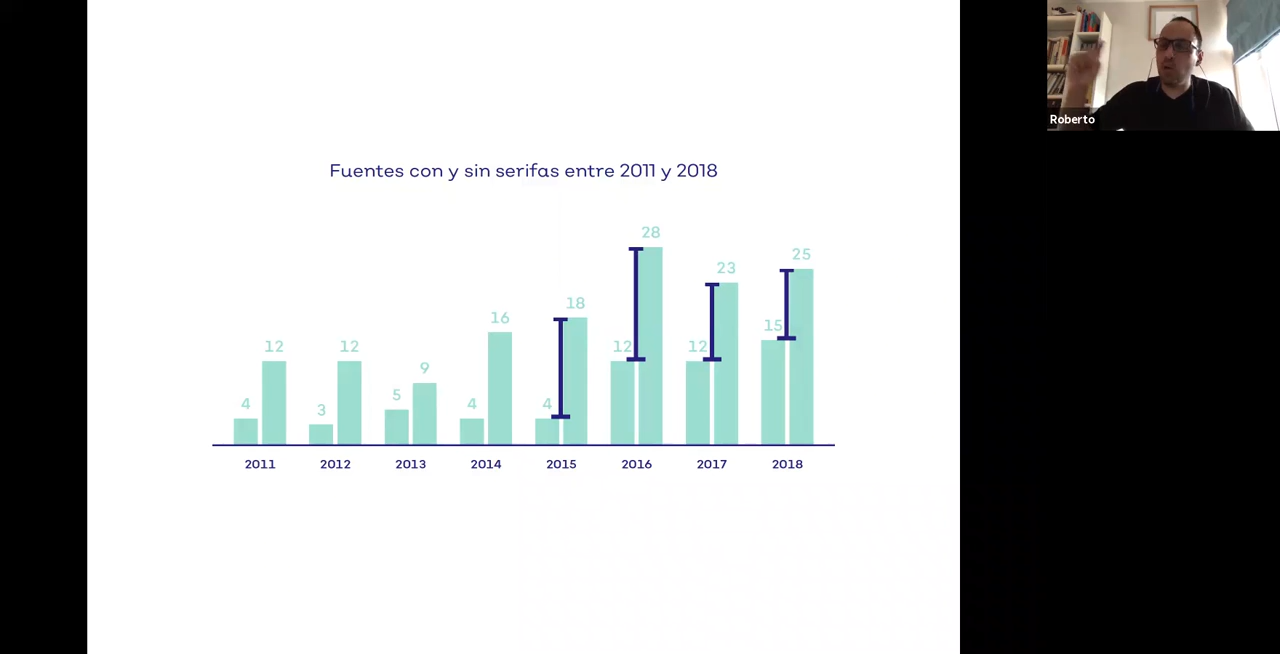 Roberto
Fuentes con y sin serifas entre 2011 y 2018
4 12 3 12 5 9 4 16 4 18 12 28 12 23 15 25
2011 2012 2013 2014 2015 2016 2017 2018